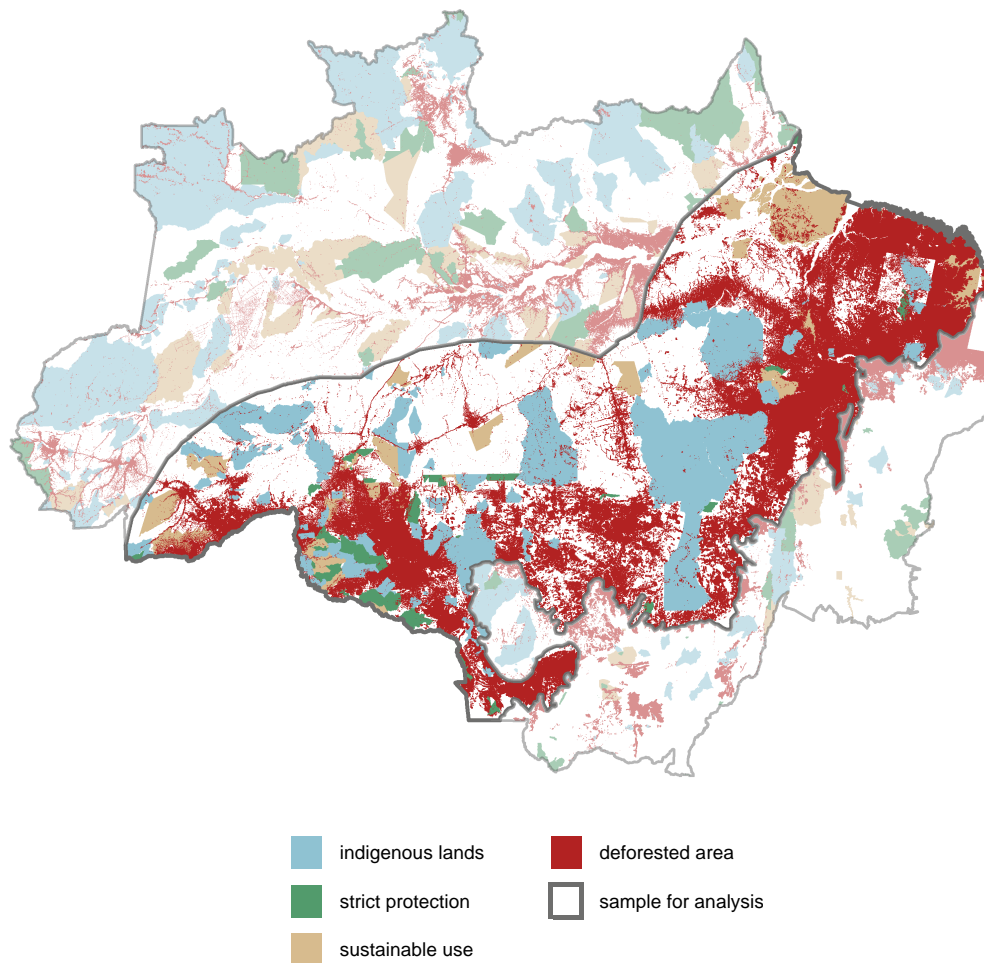 indigenous lands
strict protection
sustainable use
deforested area
sample for analysis